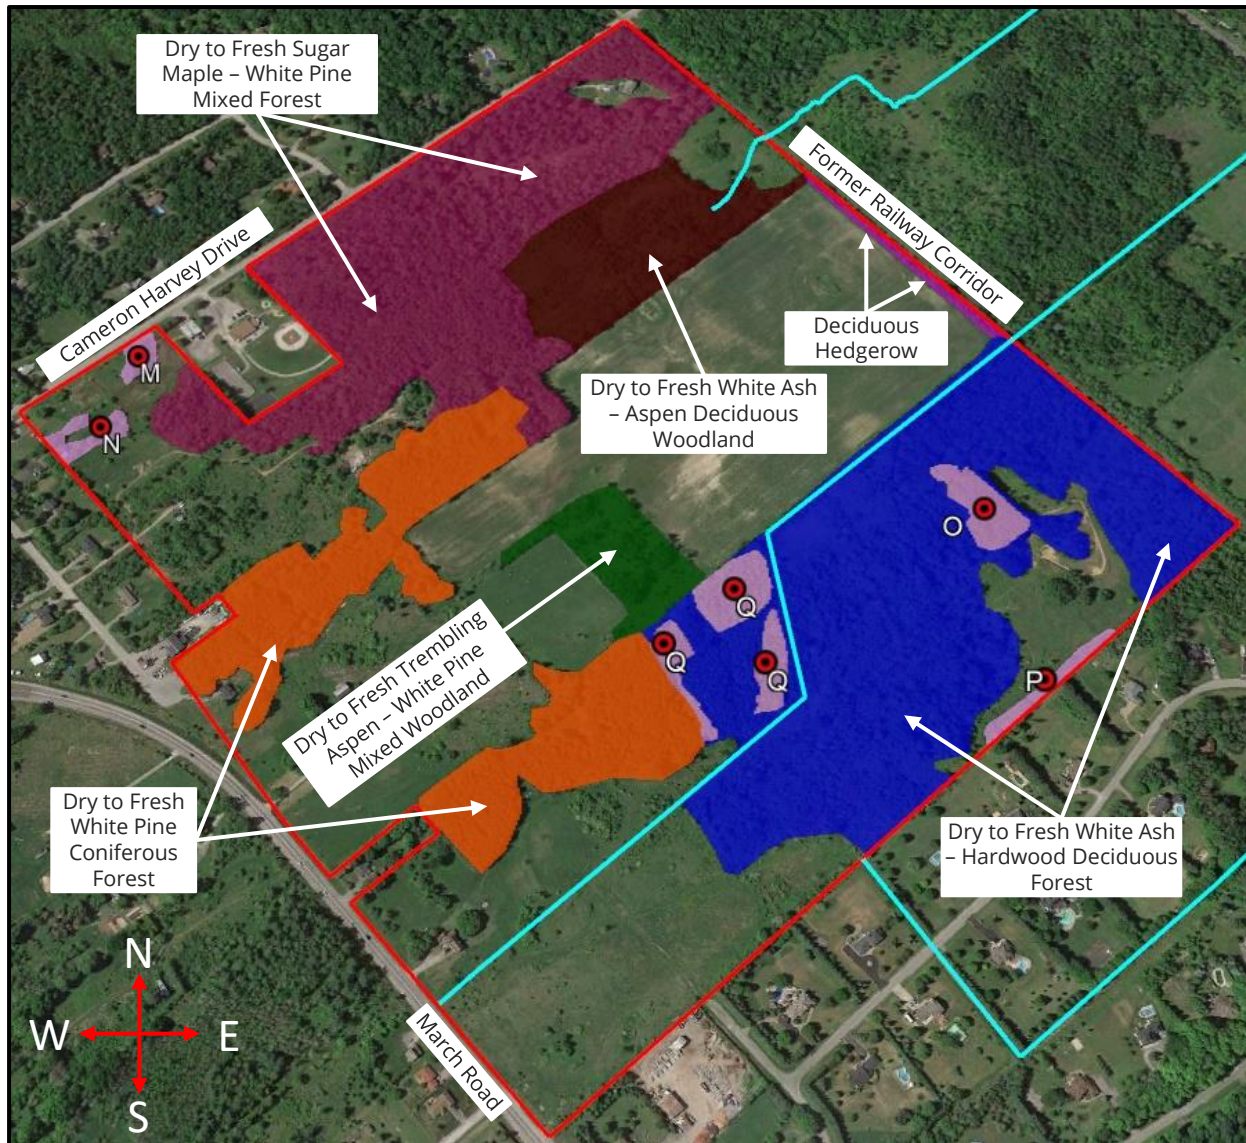 Dry to Fresh Sugar
Maple – White Pine
Mixed Forest
Former Railway Corridor
Cameron Harvey Drive
Deciduous
Hedgerow
M
Dry to Fresh White Ash
– Aspen Deciduous
Woodland
N
O
Q
Q
Q
P
Dry to Fresh Trembling
Aspen – White Pine
Mixed Woodland
Dry to Fresh
White Pine
Coniferous
Forest
Dry to Fresh White Ash
– Hardwood Deciduous
Forest
N
W E
S
March Road